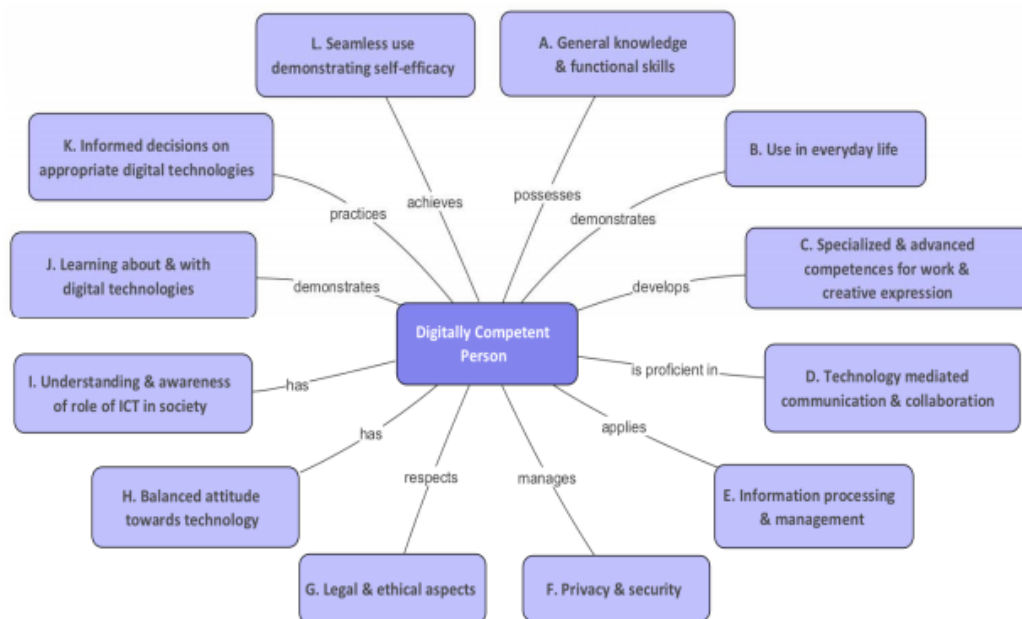 L. Seamless use
demonstrating self-efficacy
A. General knowledge
& functional skills
K. Informed decisions on
appropriate digital technologies
B. Use in everyday life
achieves
possesses
practices
demonstrates
J. Learning about & with
digital technologies
demonstrates
develops
C. Specialized & advanced
competences for work &
creative expression
Digitally Competent
Person
I. Understanding & awareness
of role of ICT in society
has
is proficient in
D. Technology mediated
communication & collaboration
has
applies
H. Balanced attitude
towards technology
respects
manages
E. Information processing
& management
G. Legal & ethical aspects
F. Privacy & security